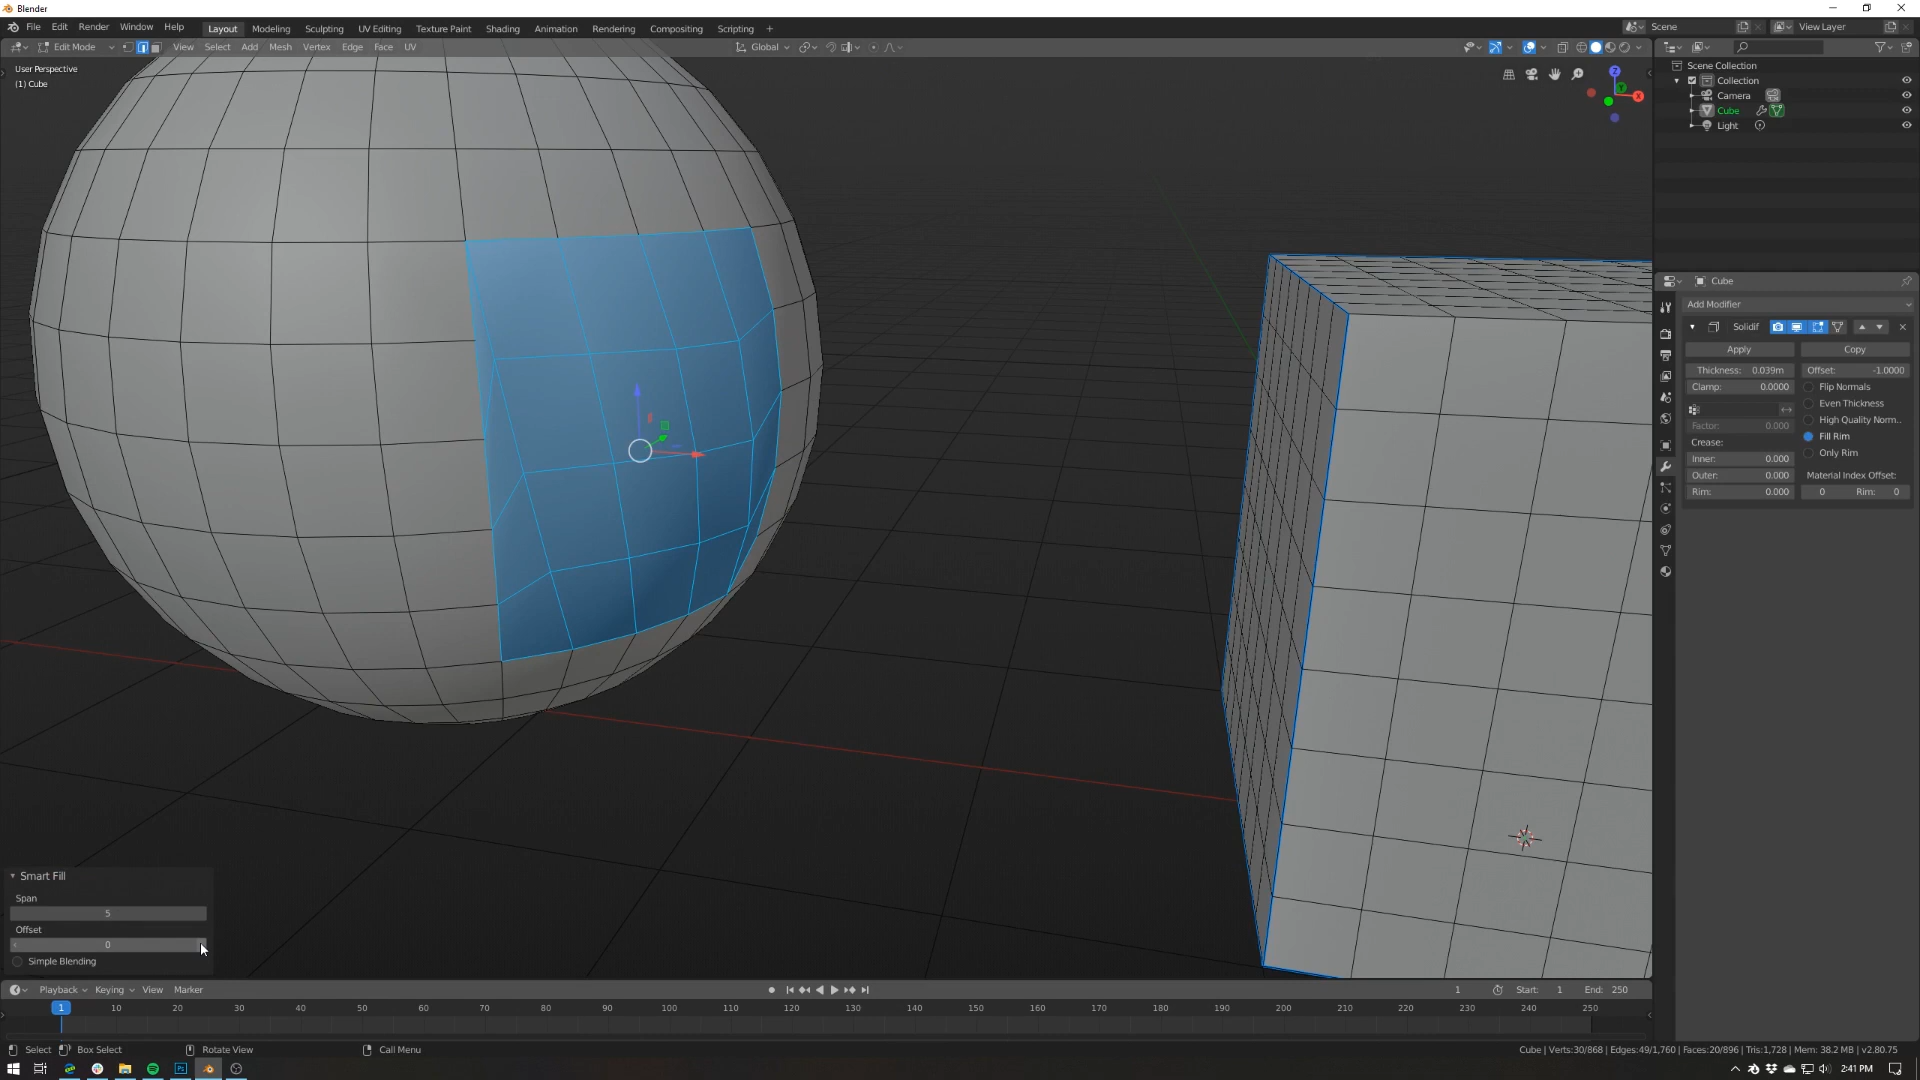 Blender
File Edit Render Window Help Layout Modeling Sculpting UV Editing Texture Paint Shading Animation Rendering Compositing Scripting + Scene View Layer
Edit Mode View Select Add Mesh Vertex Edge Face UV Global
User Perspective
(1) Cube
Z
Y
X
Scene Collection
Collection
Camera
Cube
Light
Cube
Add Modifier
Solidif
Apply Copy
Thickness: 0.039m Offset: -1.0000
Clamp: 0.0000 Flip Normals
Even Thickness
High Quality Norm..
Factor: 0.000 Fill Rim
Crease: Only Rim
Inner: 0.000
Outer: 0.000 Material Index Offset:
Rim: 0.000 0 Rim: 0
Smart Fill
Span
5
Offset
0
Simple Blending
Playback Keying View Marker 1 Start: 1 End: 250
1 10 20 30 40 50 60 70 80 90 100 110 120 130 140 150 160 170 180 190 200 210 220 230 240 250
Select Box Select Rotate View Call Menu Cube | Verts:30/868 | Edges:49/1,760 | Faces:20/896 | Tris:1,728 | Mem: 38.2 MB | v2.80.75
Ps 2:41 PM